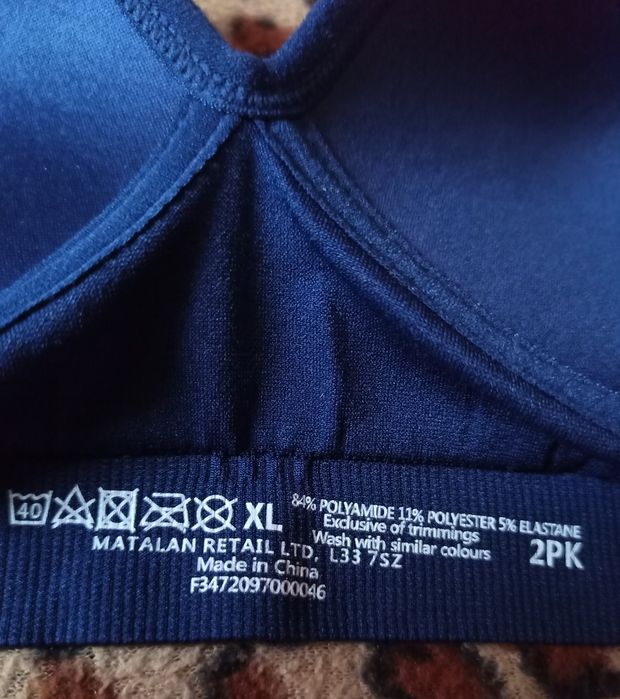 40 XL 84% POLYAMIDE 11% POLYESTER 5% ELASTANE
Exclusive of trimmings
Wash with similar colours
2PK
MATALAN RETAIL LTD, L33 7SZ
Made in China
F3472097000046